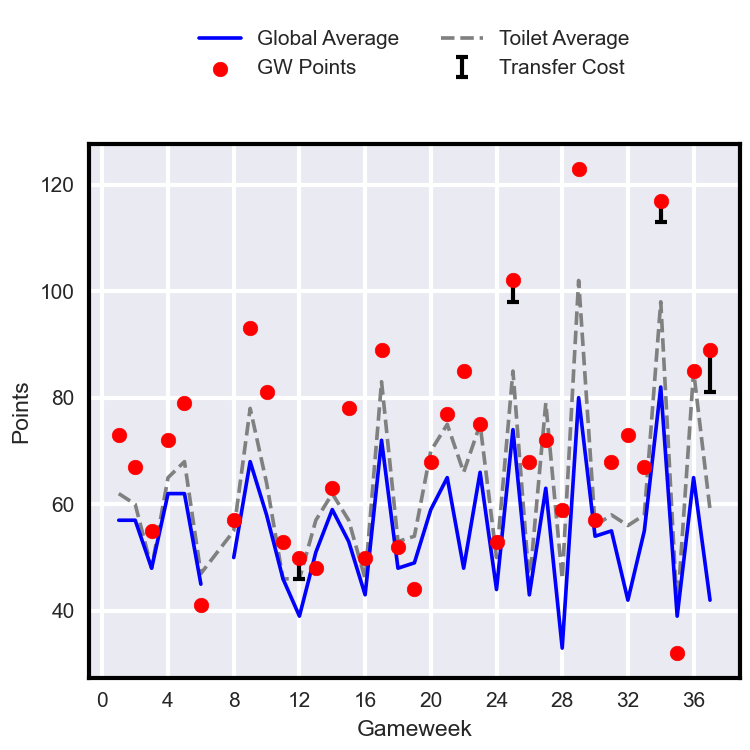 Global Average
Toilet Average
GW Points
Transfer Cost
120
100
80
60
40
Points
0 4 8 12 16 20 24 28 32 36
Gameweek